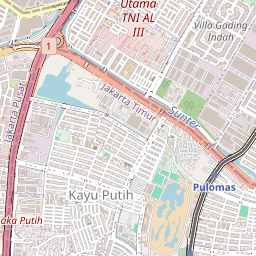 Utama
TNI AL
III
Villa Gading
Indah
1
Jakarta Timur
Sunter
Jakarta Pusat
Pulomas
Kayu Putih
aka Putih